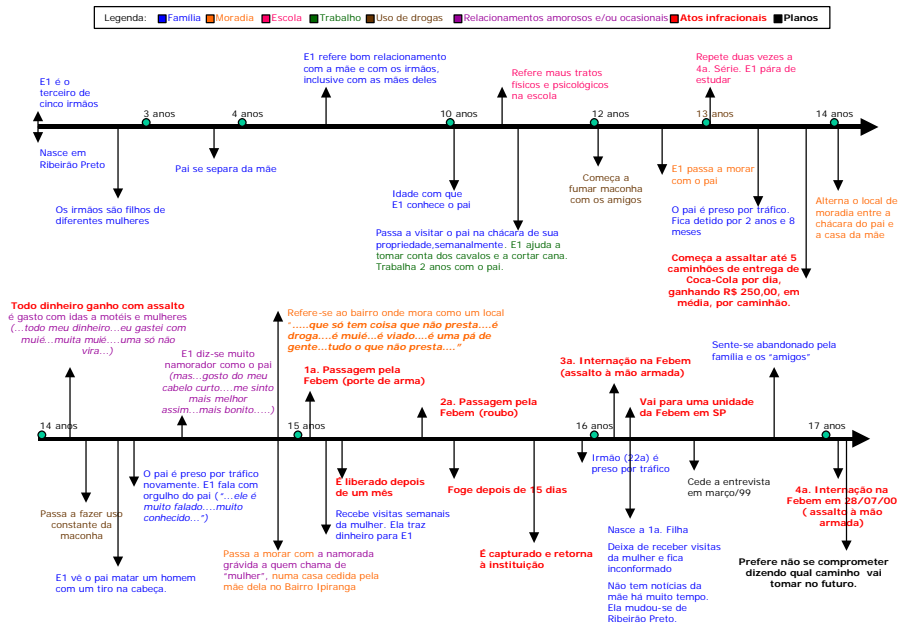 Legenda: Família Moradia Escola Trabalho Uso de drogas Relacionamentos amorosos e/ou ocasionais Atos infracionais Planos
E1 é o
terceiro de
cinco irmãos
E1 refere bom relacionamento
com a mãe e com os irmãos,
inclusive com as mães deles
Refere maus tratos
físicos e psicológicos
na escola
Repete duas vezes a
4a. Série. E1 pára de
estudar
3 anos
4 anos
10 anos
12 anos
13 anos
14 anos
Nasce em
Ribeirão Preto
Os irmãos são filhos de
diferentes mulheres
Pai se separa da mãe
Idade com que
E1 conhece o pai
Passa a visitar o pai na chácara de sua
propriedade,semanalmente. E1 ajuda a
tomar conta dos cavalos e a cortar cana.
Trabalha 2 anos com o pai.
Começa a
fumar maconha
com os amigos
E1 passa a morar
com o pai
O pai é preso por tráfico.
Fica detido por 2 anos e 8
meses
Começa a assaltar até 5
caminhões de entrega de
Coca-Cola por dia,
ganhando R$ 250,00, em
média, por caminhão.
Alterna o local de
moradia entre a
chácara do pai e
a casa da mãe
Todo dinheiro ganho com assalto
é gasto com idas a motéis e mulheres
(...todo meu dinheiro...eu gastei com
muié...muita muié....uma só não
vira...)
E1 diz-se muito
namorador como o pai
(mas...gosto do meu
cabelo curto....me sinto
mais melhor
assim...mais bonito.....)
Refere-se ao bairro onde mora como um local
“.....que só tem coisa que não presta....é
droga....é muié...é viado....é uma pá de
gente...tudo o que não presta....”
1a. Passagem pela
Febem (porte de arma)
2a. Passagem pela
Febem (roubo)
3a. Internação na Febem
(assalto à mão armada)
Vai para uma unidade
da Febem em SP
Sente-se abandonado pela
família e os “amigos”
14 anos
15 anos
16 anos
17 anos
Passa a fazer uso
constante da
maconha
E1 vê o pai matar um homem
com um tiro na cabeça.
O pai é preso por tráfico
novamente. E1 fala com
orgulho do pai (“...ele é
muito falado....muito
conhecido...”)
Passa a morar com a namorada
grávida a quem chama de
“mulher”, numa casa cedida pela
mãe dela no Bairro Ipiranga
É liberado depois
de um mês
Recebe visitas semanais
da mulher. Ela traz
dinheiro para E1
Foge depois de 15 dias
É capturado e retorna
à instituição
Irmão (22a) é
preso por tráfico
Nasce a 1a. Filha
Deixa de receber visitas
da mulher e fica
inconformado
Não tem notícias da
mãe há muito tempo.
Ela mudou-se de
Ribeirão Preto.
Cede a entrevista
em março/99
4a. Internação na
Febem em 28/07/00
( assalto à mão
armada)
Prefere não se comprometer
dizendo qual caminho vai
tomar no futuro.